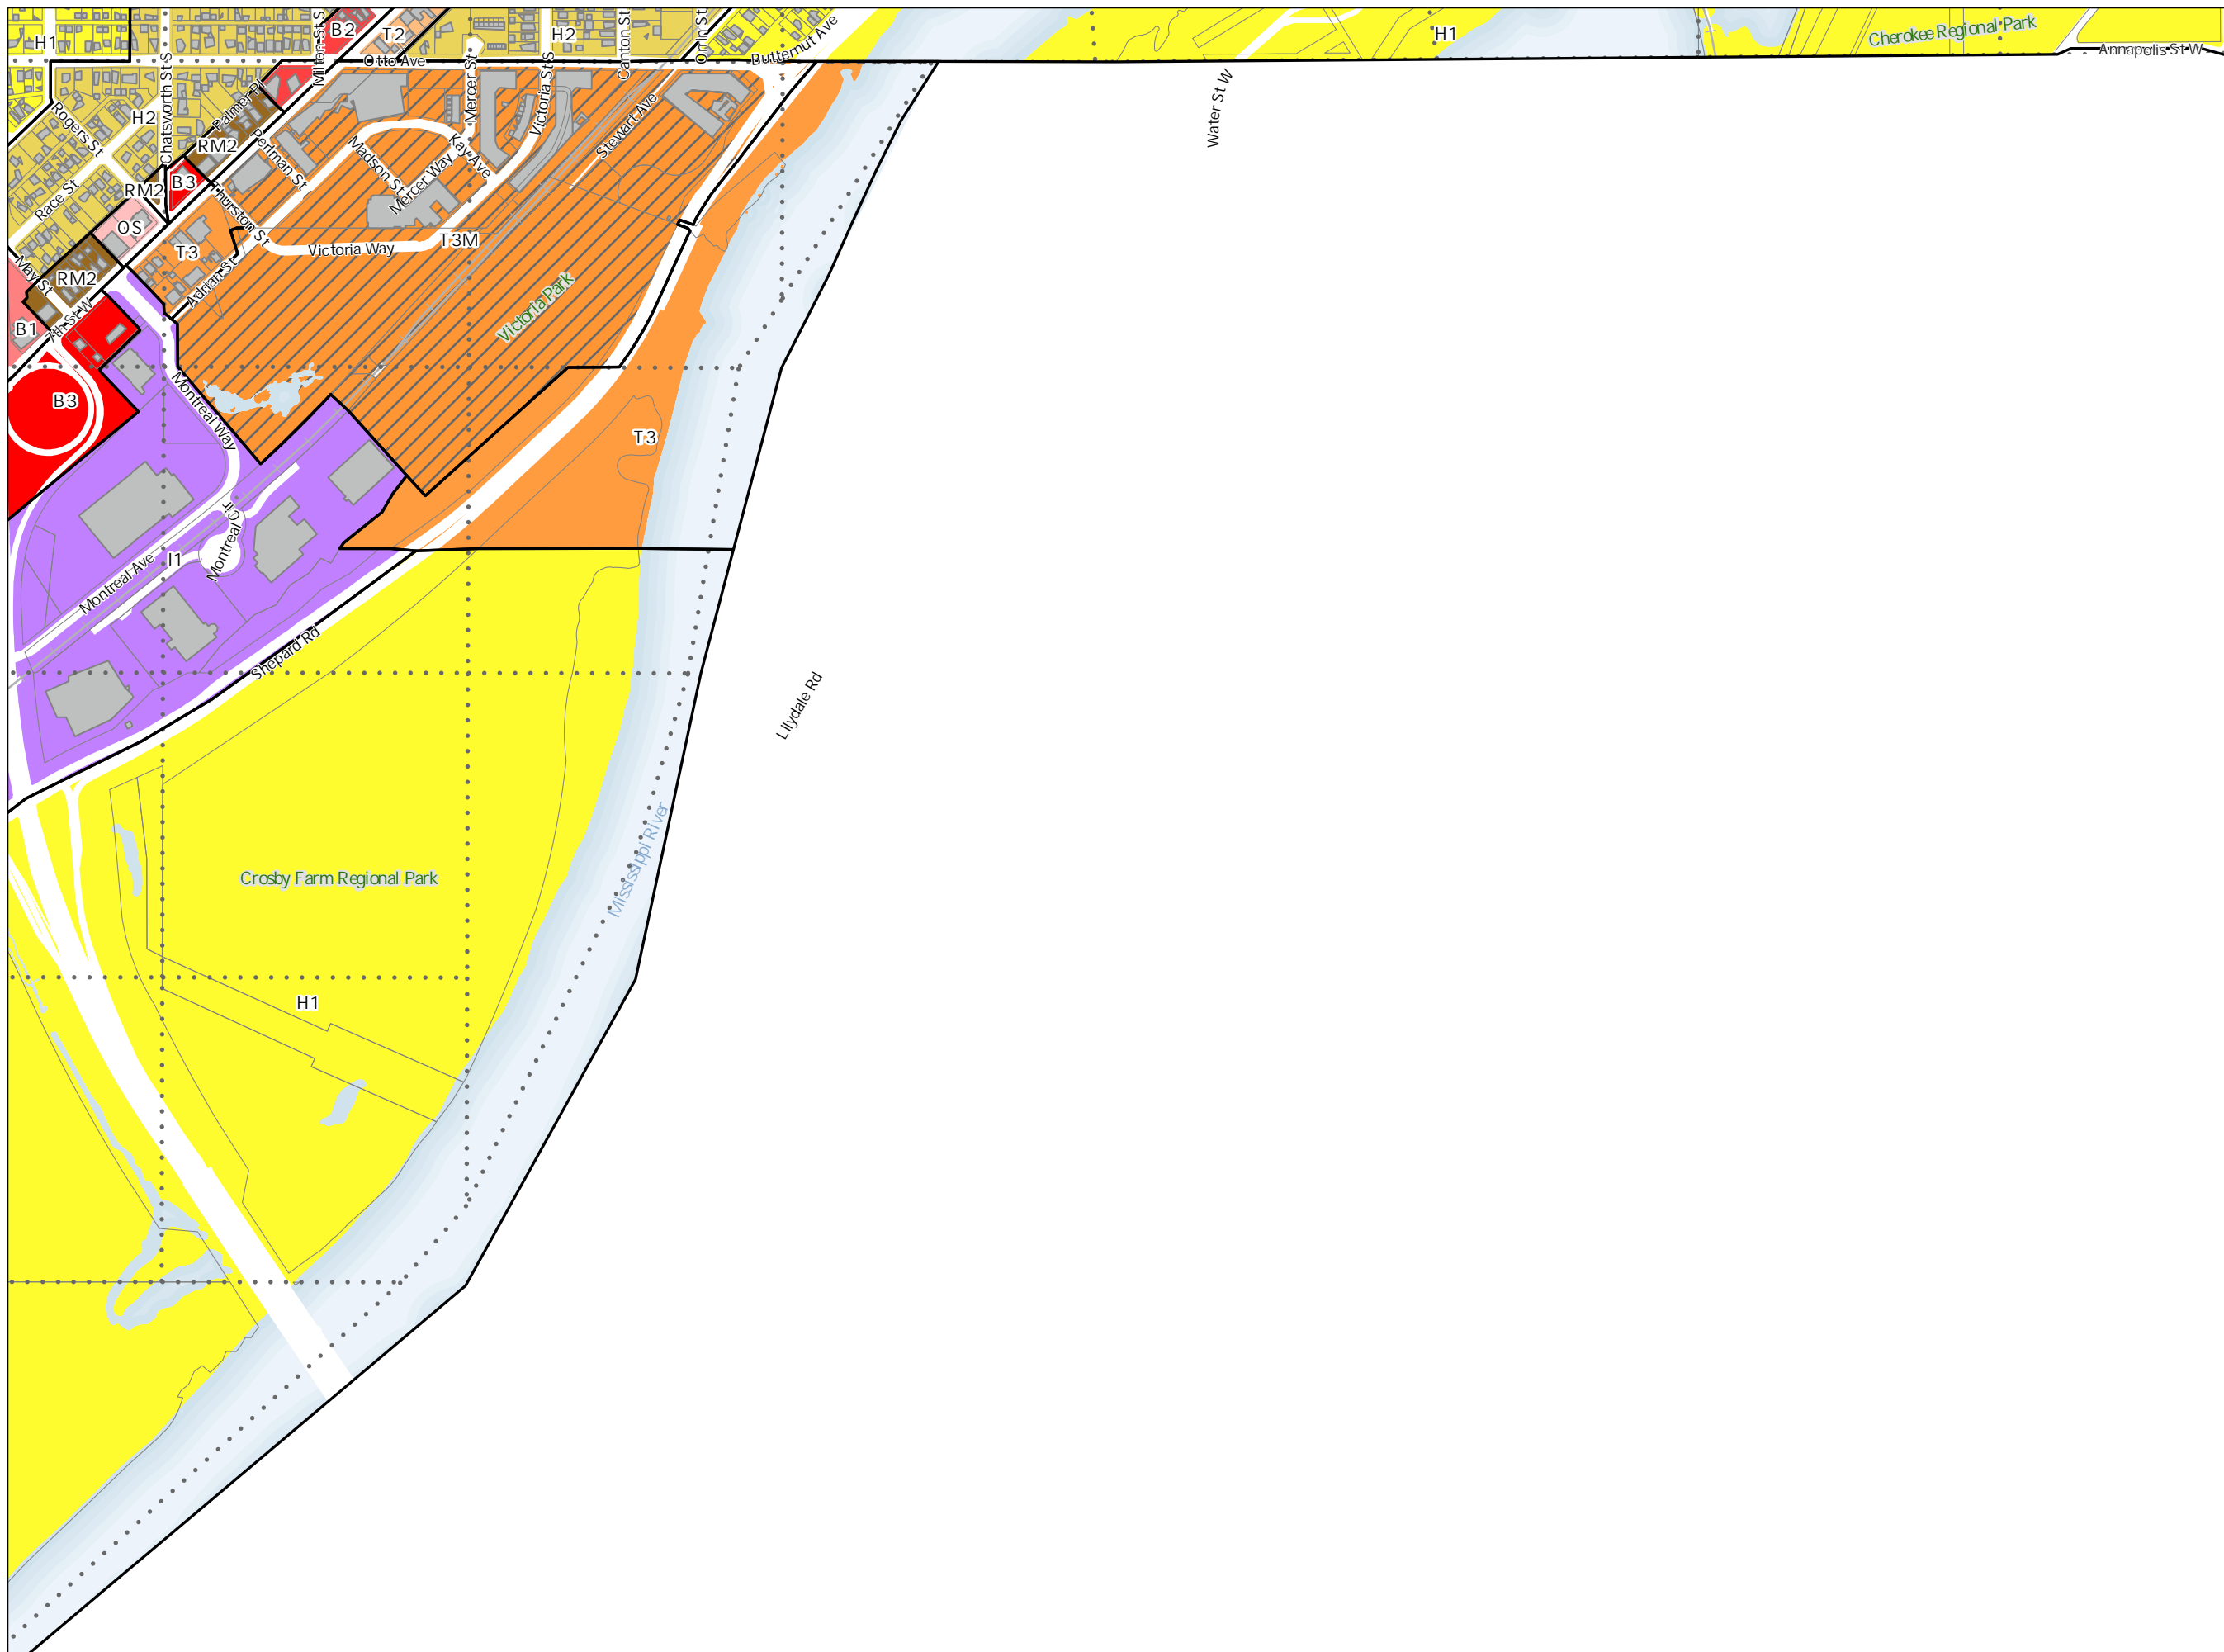 H1
B2
T2
H2
Butternut Ave
H1
Cherokee Regional Park
Annapolis St W
Milton St S
Otto Ave
Mercer St
Victoria St S
Canton St
Orrin St
Chatsworth St S
Rogers St
H2
Palmer Pl
RM2
Perlman St
Madson St
Kay Ave
Mercer Way
Stewart Ave
Water St W
Race St
RM2
B3
Thurston St
OS
T3
Victoria Way
T3M
May St
RM2
Adrian St
Victoria Park
B1
7th St W
B3
Montreal Way
T3
Montreal Cir
I1
Montreal Ave
Shepard Rd
Lilydale Rd
Mississippi River
Crosby Farm Regional Park
H1